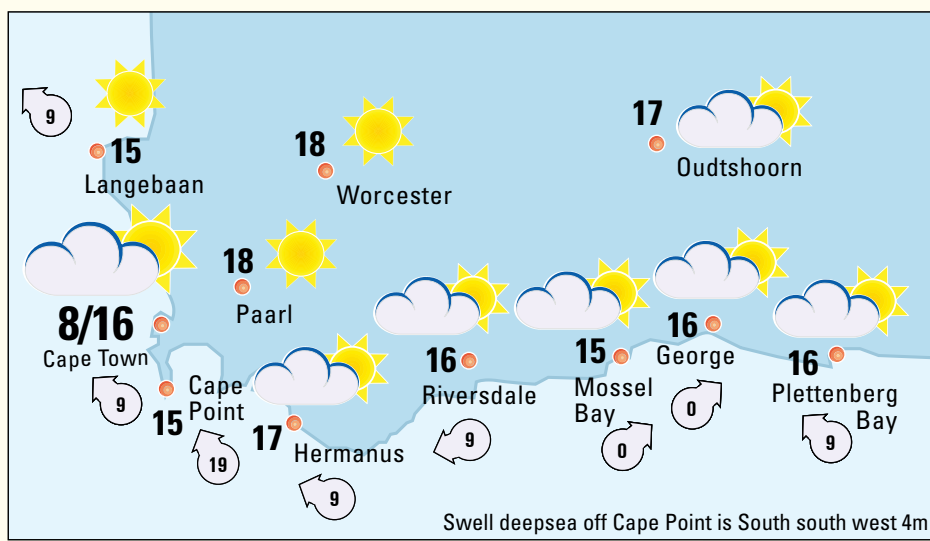 9
15
Langebaan
18
Worcester
17
Oudtshoorn
8/16
Cape Town
18
Paarl
9
15
Cape
Point
19
17
Hermanus
9
16
Riversdale
9
15
Mossel
Bay
0
16
George
0
16
Plettenberg
Bay
9
Swell deepsea off Cape Point is South south west 4m